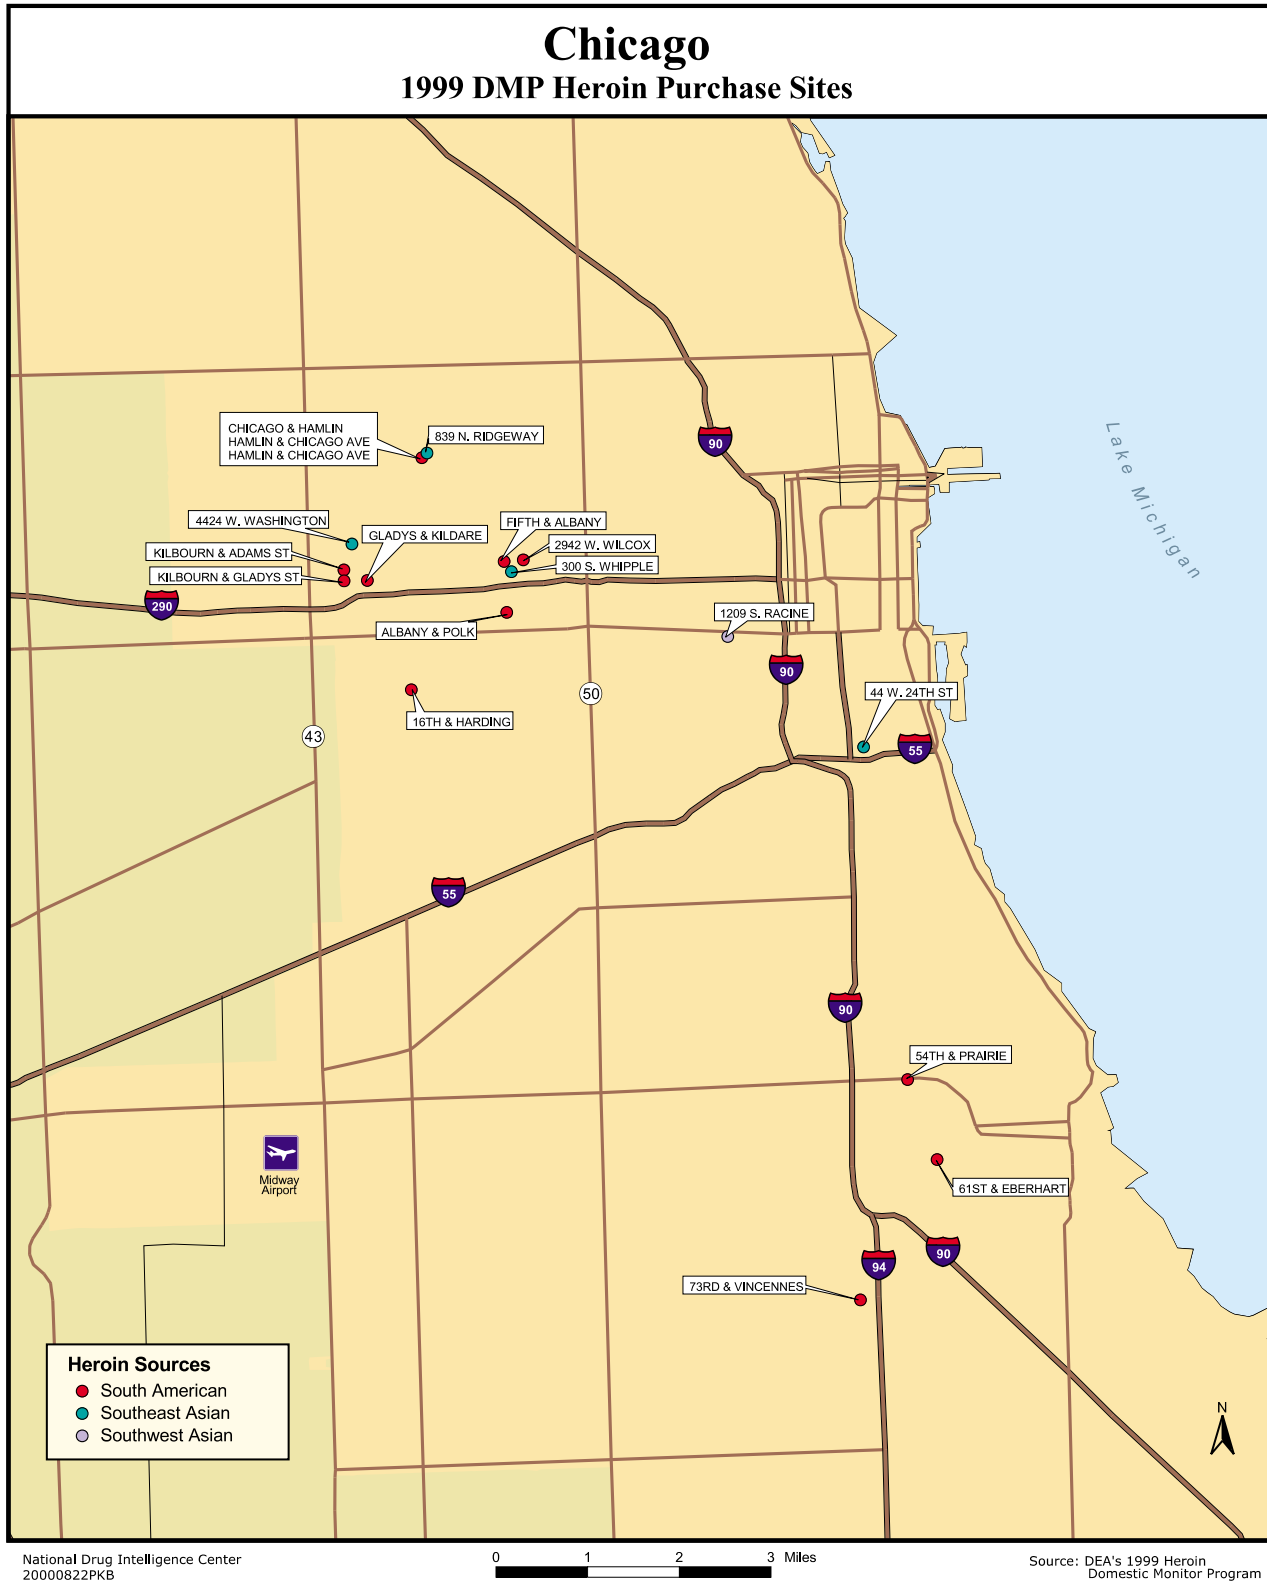 Chicago
1999 DMP Heroin Purchase Sites
CHICAGO & HAMLIN
HAMLIN & CHICAGO AVE
HAMLIN & CHICAGO AVE
839 N. RIDGEWAY
90
Lake Michigan
4424 W. WASHINGTON
GLADYS & KILDARE
FIFTH & ALBANY
2942 W. WILCOX
KILBOURN & ADAMS ST
300 S. WHIPPLE
KILBOURN & GLADYS ST
290
1209 S. RACINE
ALBANY & POLK
90
50
44 W. 24TH ST
16TH & HARDING
43
55
55
90
54TH & PRAIRIE
Midway
Airport
61ST & EBERHART
90
94
73RD & VINCENNES
Heroin Sources
South American
Southeast Asian
Southwest Asian
N
National Drug Intelligence Center
20000822PKB
0 1 2 3 Miles
Source: DEA's 1999 Heroin
Domestic Monitor Program